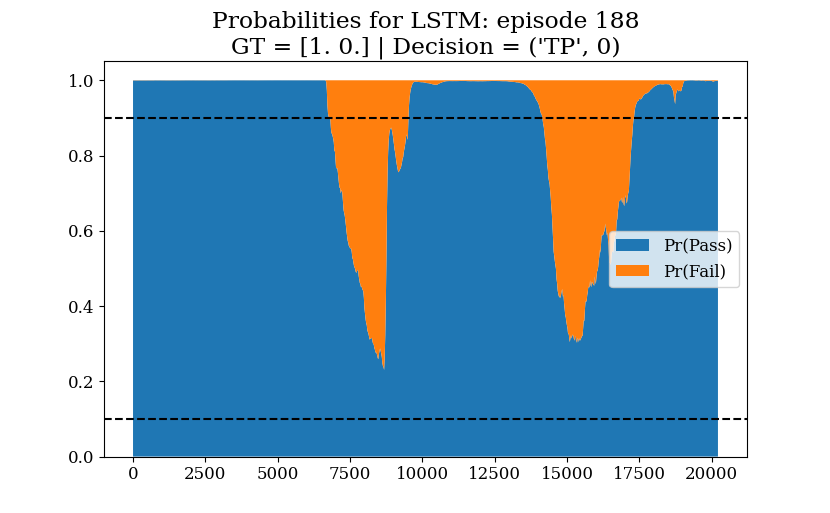 Probabilities for LSTM: episode 188
GT = [1. 0.] | Decision = ('TP', 0)
1.0
0.8
0.6
0.4
0.2
0.0
Pr(Pass)
Pr(Fail)
0 2500 5000 7500 10000 12500 15000 17500 20000